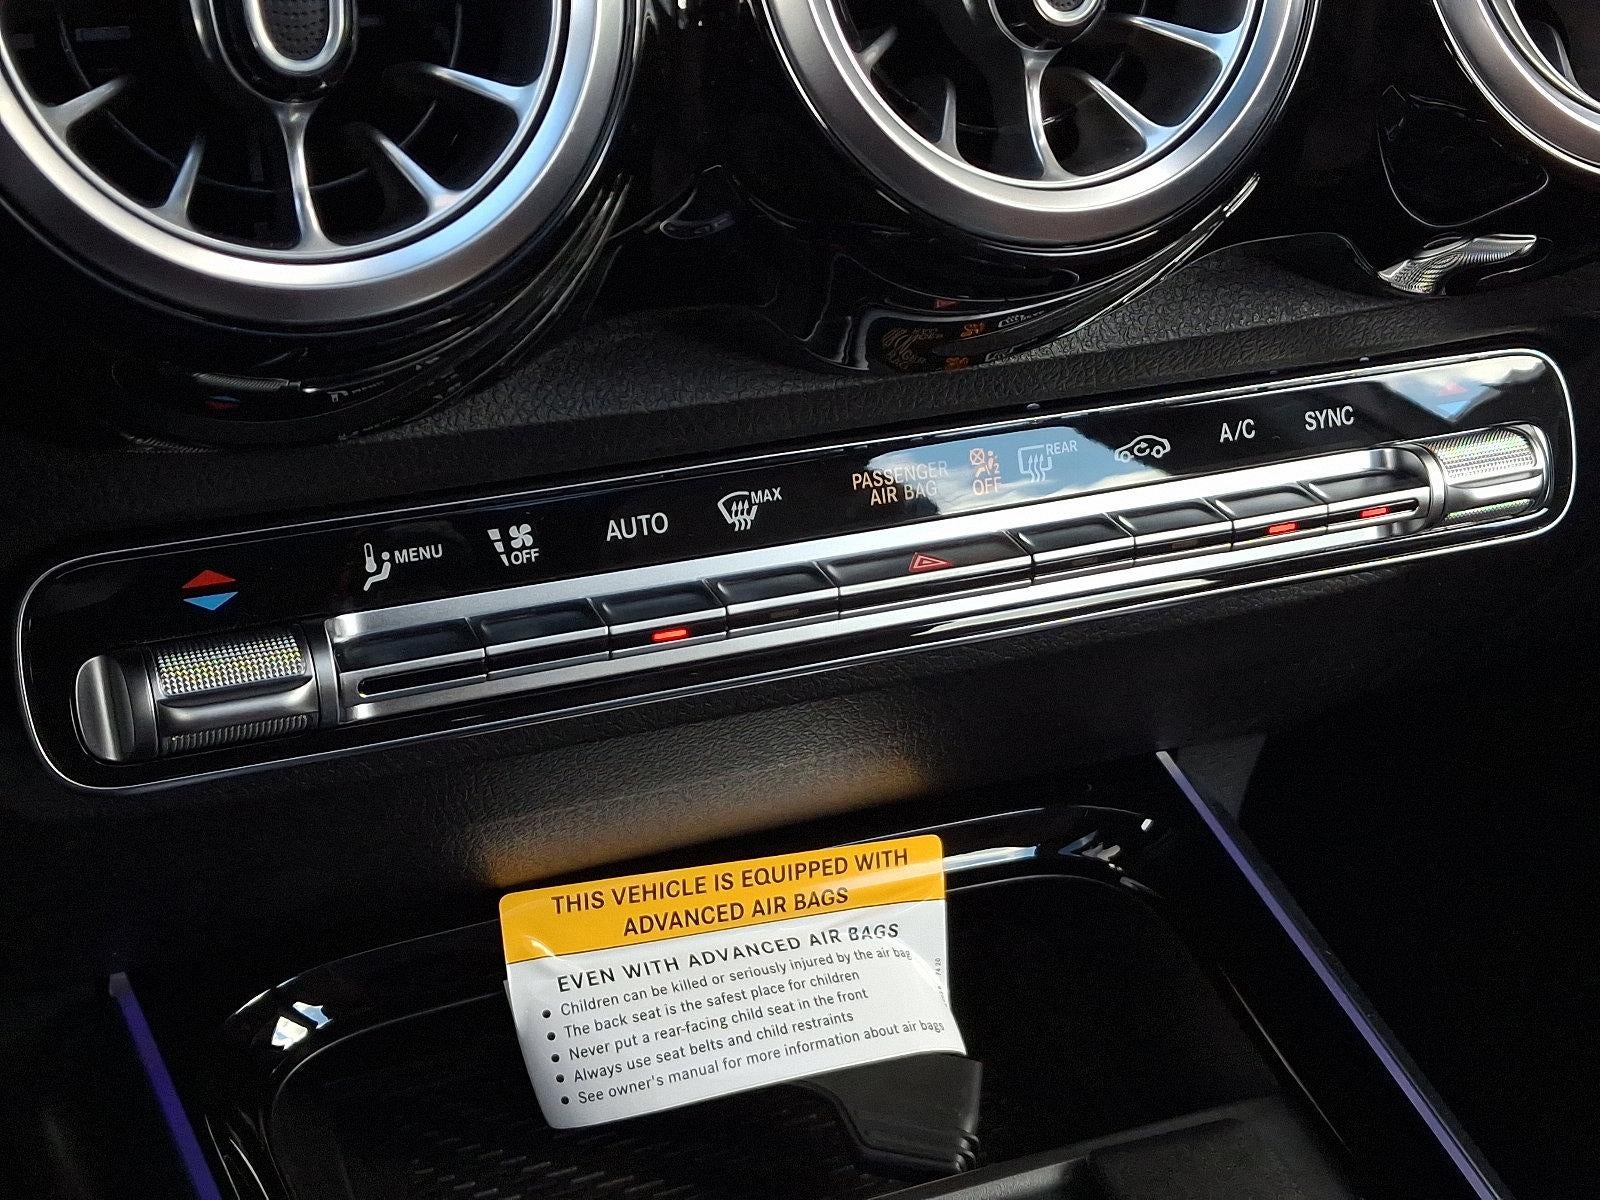 MENU
OFF
AUTO
MAX
PASSENGER
AIR BAG
2
OFF
REAR
A/C
SYNC
THIS VEHICLE IS EQUIPPED WITH
ADVANCED AIR BAGS
EVEN WITH ADVANCED AIR BAGS
• Children can be killed or seriously injured by the air bag
• The back seat is the safest place for children
• Never put a rear-facing child seat in the front
• Always use seat belts and child restraints
• See owner's manual for more information about air bags